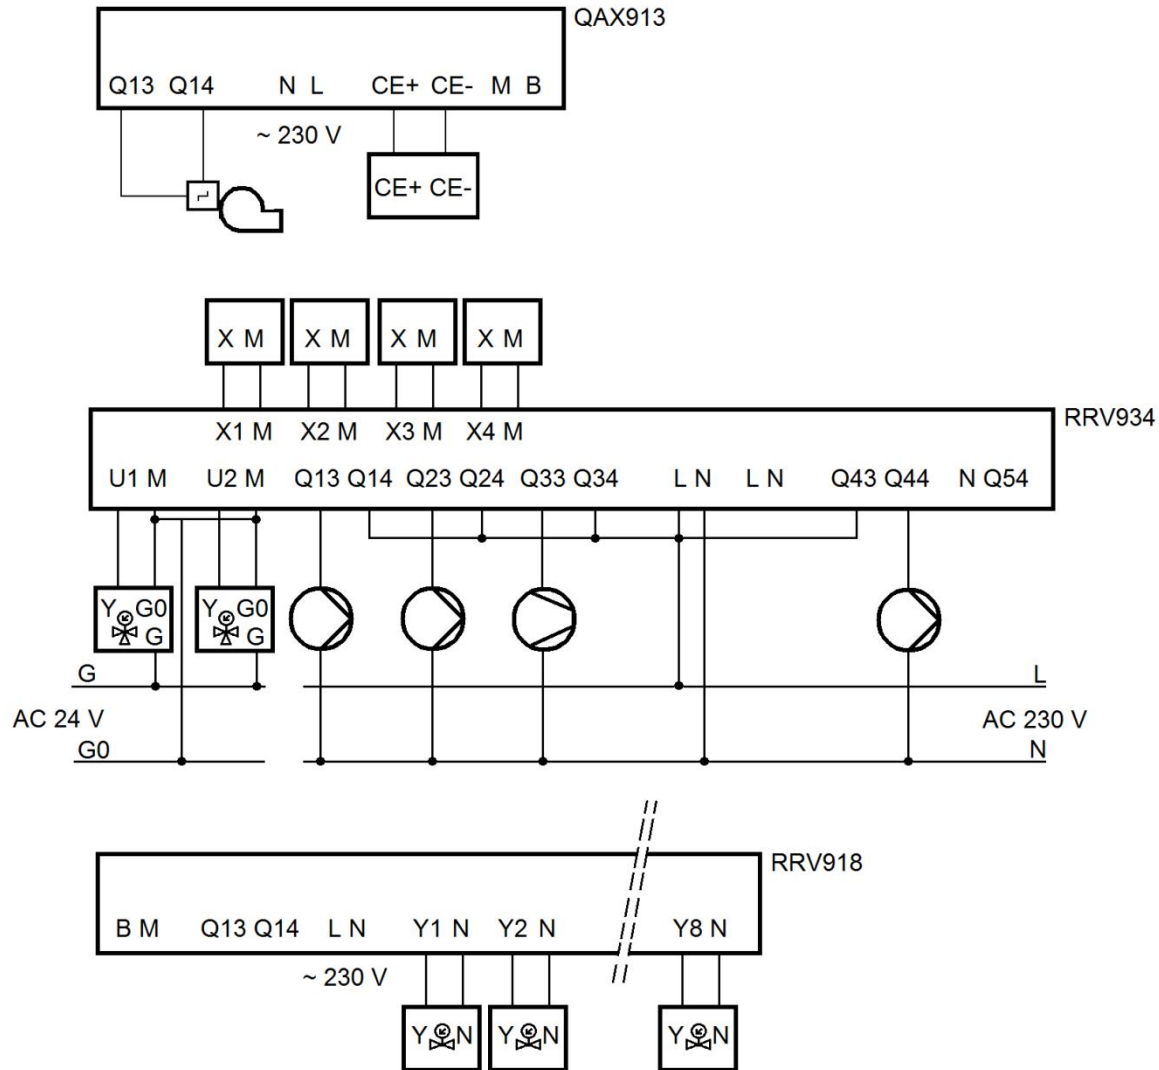 QAX913
Q13 Q14 N L CE+ CE- M B
~ 230 V
CE+ CE-
X M X M X M X M
RRV934
X1 M X2 M X3 M X4 M
U1 M U2 M Q13 Q14 Q23 Q24 Q33 Q34 L N L N Q43 Q44 N Q54
Y G0 Y G0
G G
G L
AC 24 V AC 230 V
G0 N
RRV918
B M Q13 Q14 L N Y1 N Y2 N Y8 N
~ 230 V
Y N Y N Y N